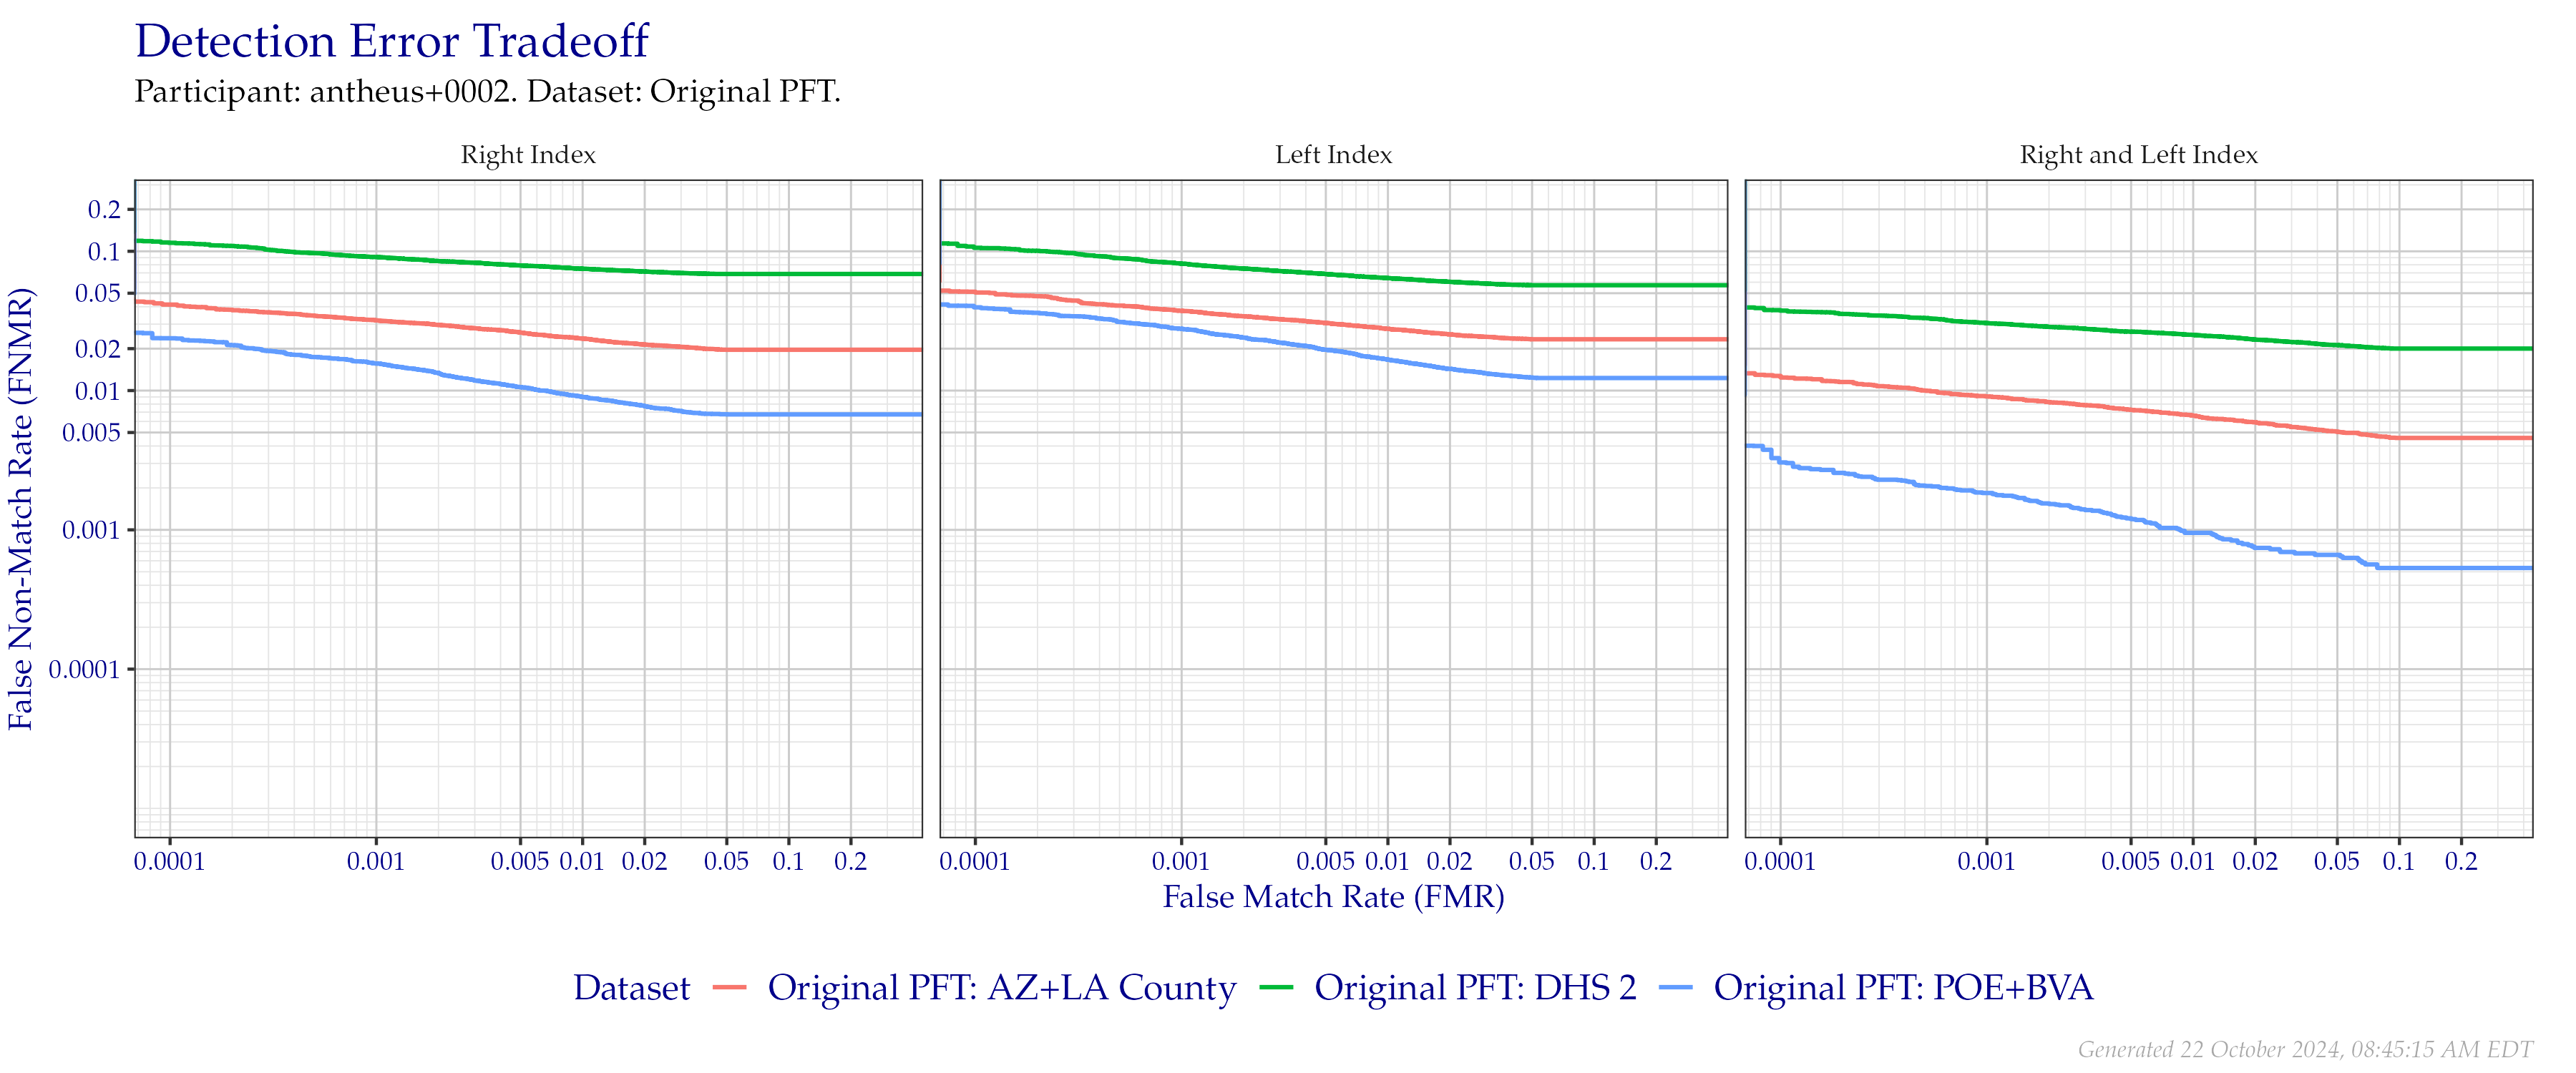 Detection Error Tradeoff
Participant: antheus+0002. Dataset: Original PFT.
Right Index
Left Index
Right and Left Index
False Non-Match Rate (FNMR)
0.2
0.1
0.05
0.02
0.01
0.005
0.001
0.0001
0.0001 0.001 0.005 0.01 0.02 0.05 0.1 0.2
0.0001 0.001 0.005 0.01 0.02 0.05 0.1 0.2
0.0001 0.001 0.005 0.01 0.02 0.05 0.1 0.2
False Match Rate (FMR)
Dataset Original PFT: AZ+LA County Original PFT: DHS 2 Original PFT: POE+BVA
Generated 22 October 2024, 08:45:15 AM EDT